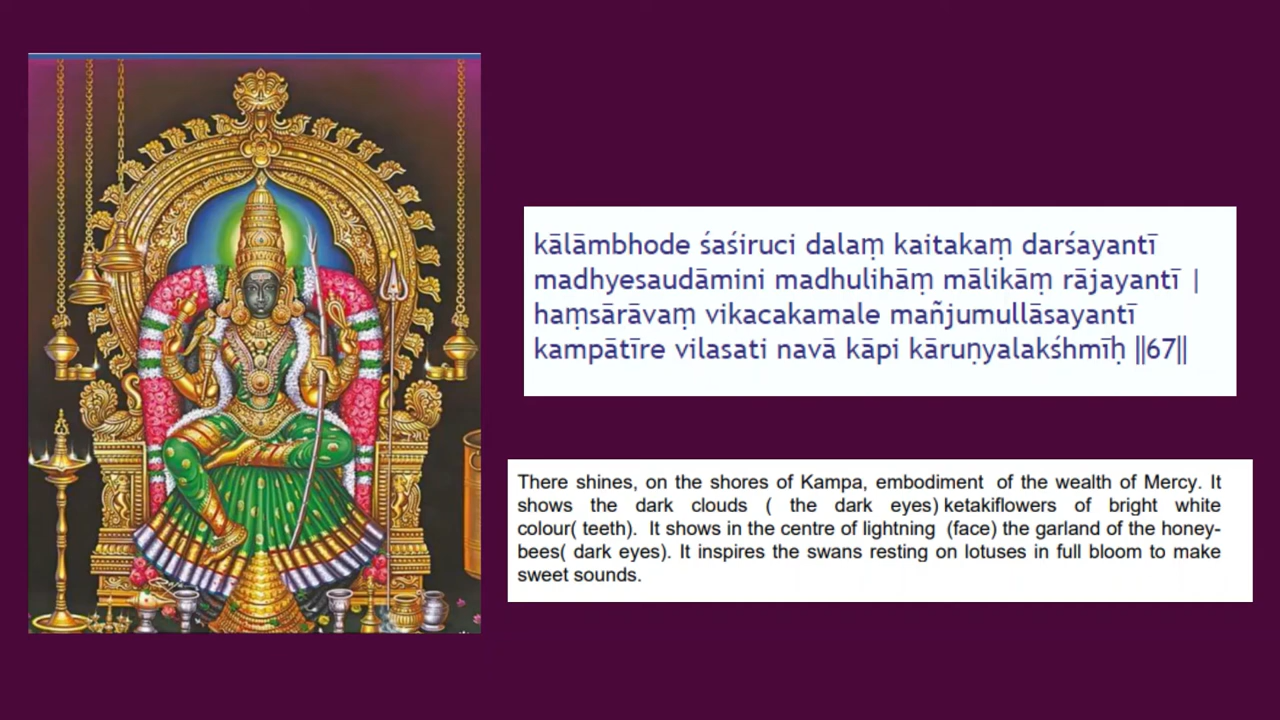 kālāmbhode śaśiruci dalaṃ kaitakaṃ darśayantī
madhyesaudāmini madhulihāṃ mālikāṃ rājayantī |
haṃsārāvaṃ vikacakamale mañjumullāsayantī
kampātīre vilasati navā kāpi kāruṇyalakśhmīḥ ||67||
There shines, on the shores of Kampa, embodiment of the wealth of Mercy. It
shows the dark clouds ( the dark eyes) ketakiflowers of bright white
colour( teeth). It shows in the centre of lightning (face) the garland of the honey-
bees( dark eyes). It inspires the swans resting on lotuses in full bloom to make
sweet sounds.